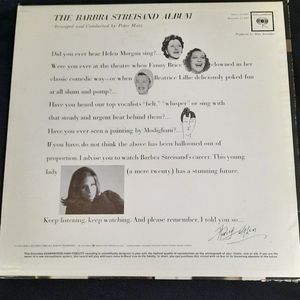 THE BARBRA STREISAND ALBUM
Arranged and Conducted by Peter Matz
Did you ever hear Helen Morgan sing?
Were you ever at the theatre when Fanny Brice clowned in her
classic comedy way—or when Beatrice Lillie deliciously poked fun
at all sham and pomp?...
Have you heard our top vocalists "belt," "whisper" or sing with
that steady and urgent beat behind them?...
Have you ever seen a painting by Modigliani?...
If you have, do not think the above has been ballooned out of
proportion. I advise you to watch Barbra Streisand's career. This young
lady (a mere twenty) has a stunning future.
Keep listening, keep watching. And please remember, I told you so...